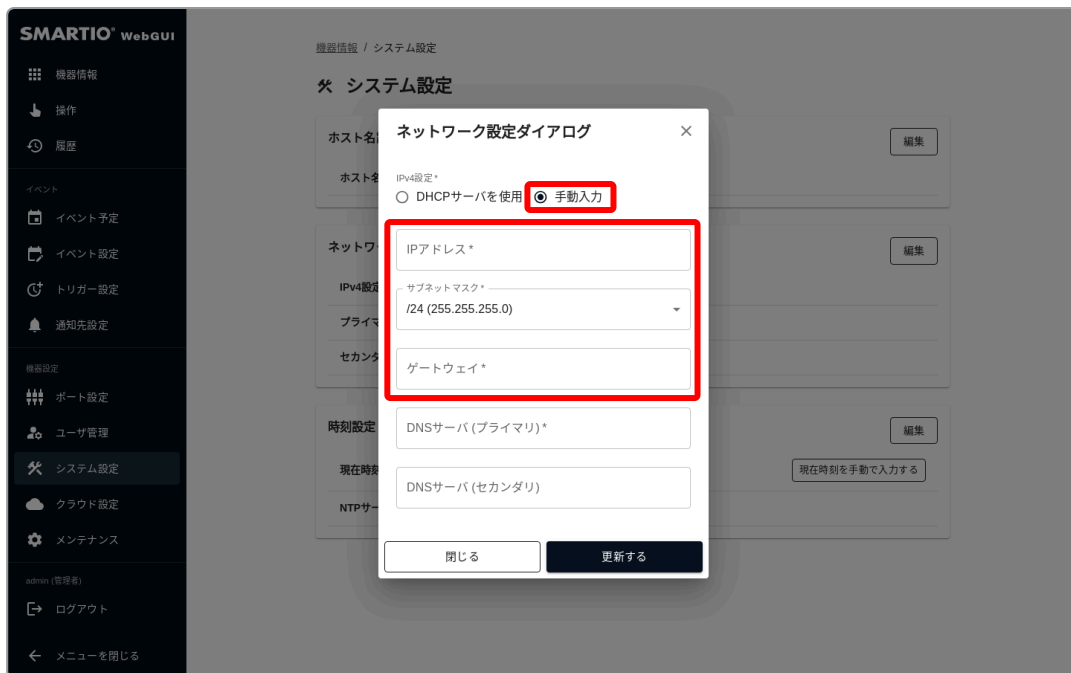 SMARTIO® WebGUI
機器情報
操作
履歴
イベント
イベント予定
イベント設定
トリガー設定
通知先設定
機器設定
ポート設定
ユーザ管理
システム設定
クラウド設定
メンテナンス
admin (管理者)
ログアウト
メニューを閉じる
機器情報 / システム設定
システム設定
ホスト名
編集
ホスト名
ネットワー
編集
IPv4設定
プライマ
セカンダ
時刻設定
編集
現在時刻
現在時刻を手動で入力する
NTPサー
ネットワーク設定ダイアログ
IPv4設定*
DHCPサーバを使用 手動入力
IPアドレス*
サブネットマスク*
/24 (255.255.255.0)
ゲートウェイ*
DNSサーバ (プライマリ)*
DNSサーバ (セカンダリ)
閉じる 更新する